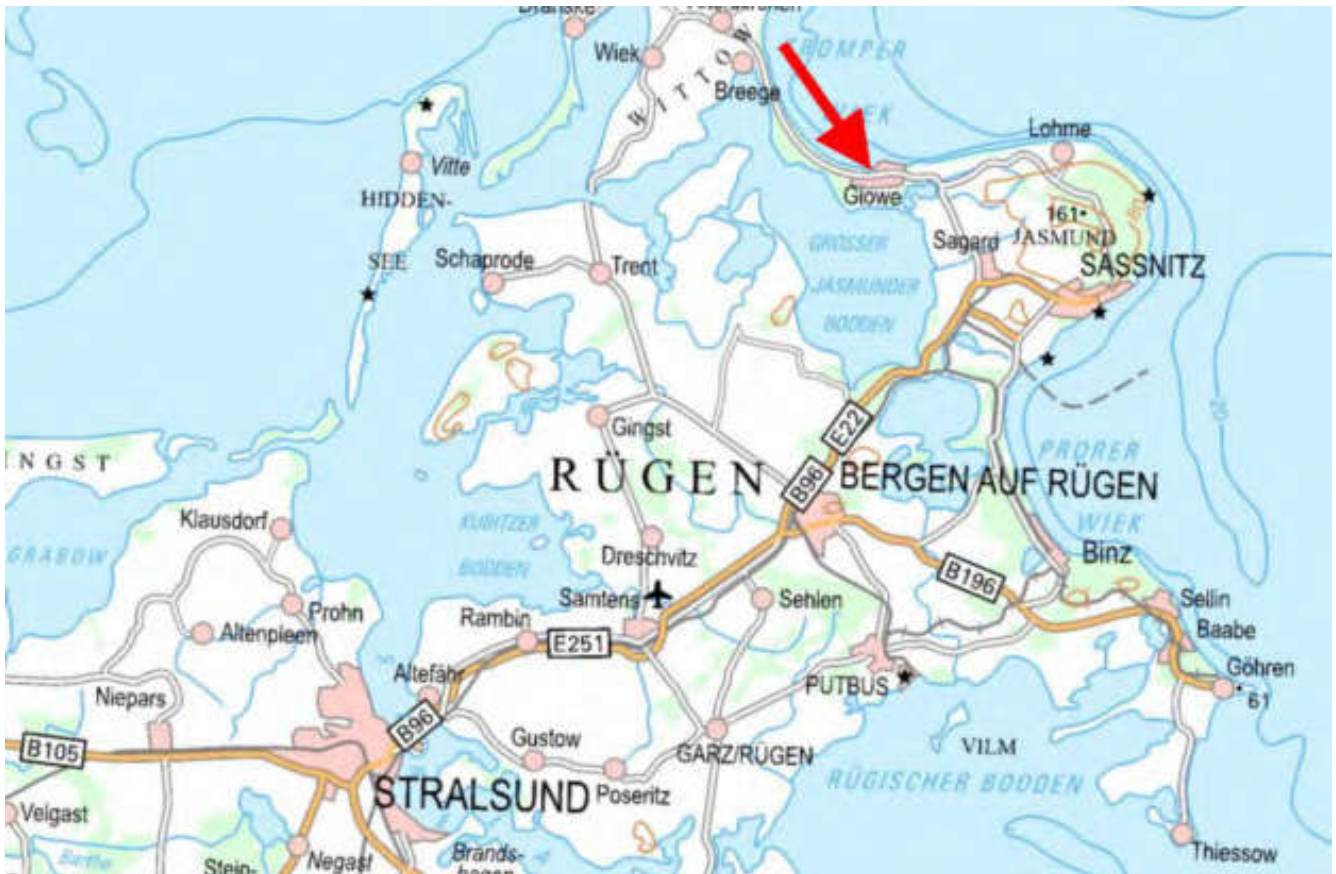 Wiek
WITTOW
Breege
TROMPER
WIEK
Lohme
Vitte
HIDDEN-
SEE
Glowe
161
JASMUND
Sagard
SASSNITZ
GROSSER
JASMUNDER
BODDEN
Schaprode
Trent
Gingst
E22
B96
RÜGEN
BERGEN AUF RÜGEN
PRORER
WIEK
20
INGST
Klausdorf
GRABOW
KUBITZER
BODDEN
Dreschvitz
Binz
B196
Samtens
Sehlen
Prohn
Altenpleen
Rambin
E251
Sellin
Baabe
Göhren
61
Altefähr
Niepars
PUTBUS
B96
B105
Gustow
GARZ/RÜGEN
VILM
STRALSUND
Poseritz
RÜGISCHER BODDEN
Velgast
Thiessow
Negast
Brands-
hagen
Stein-